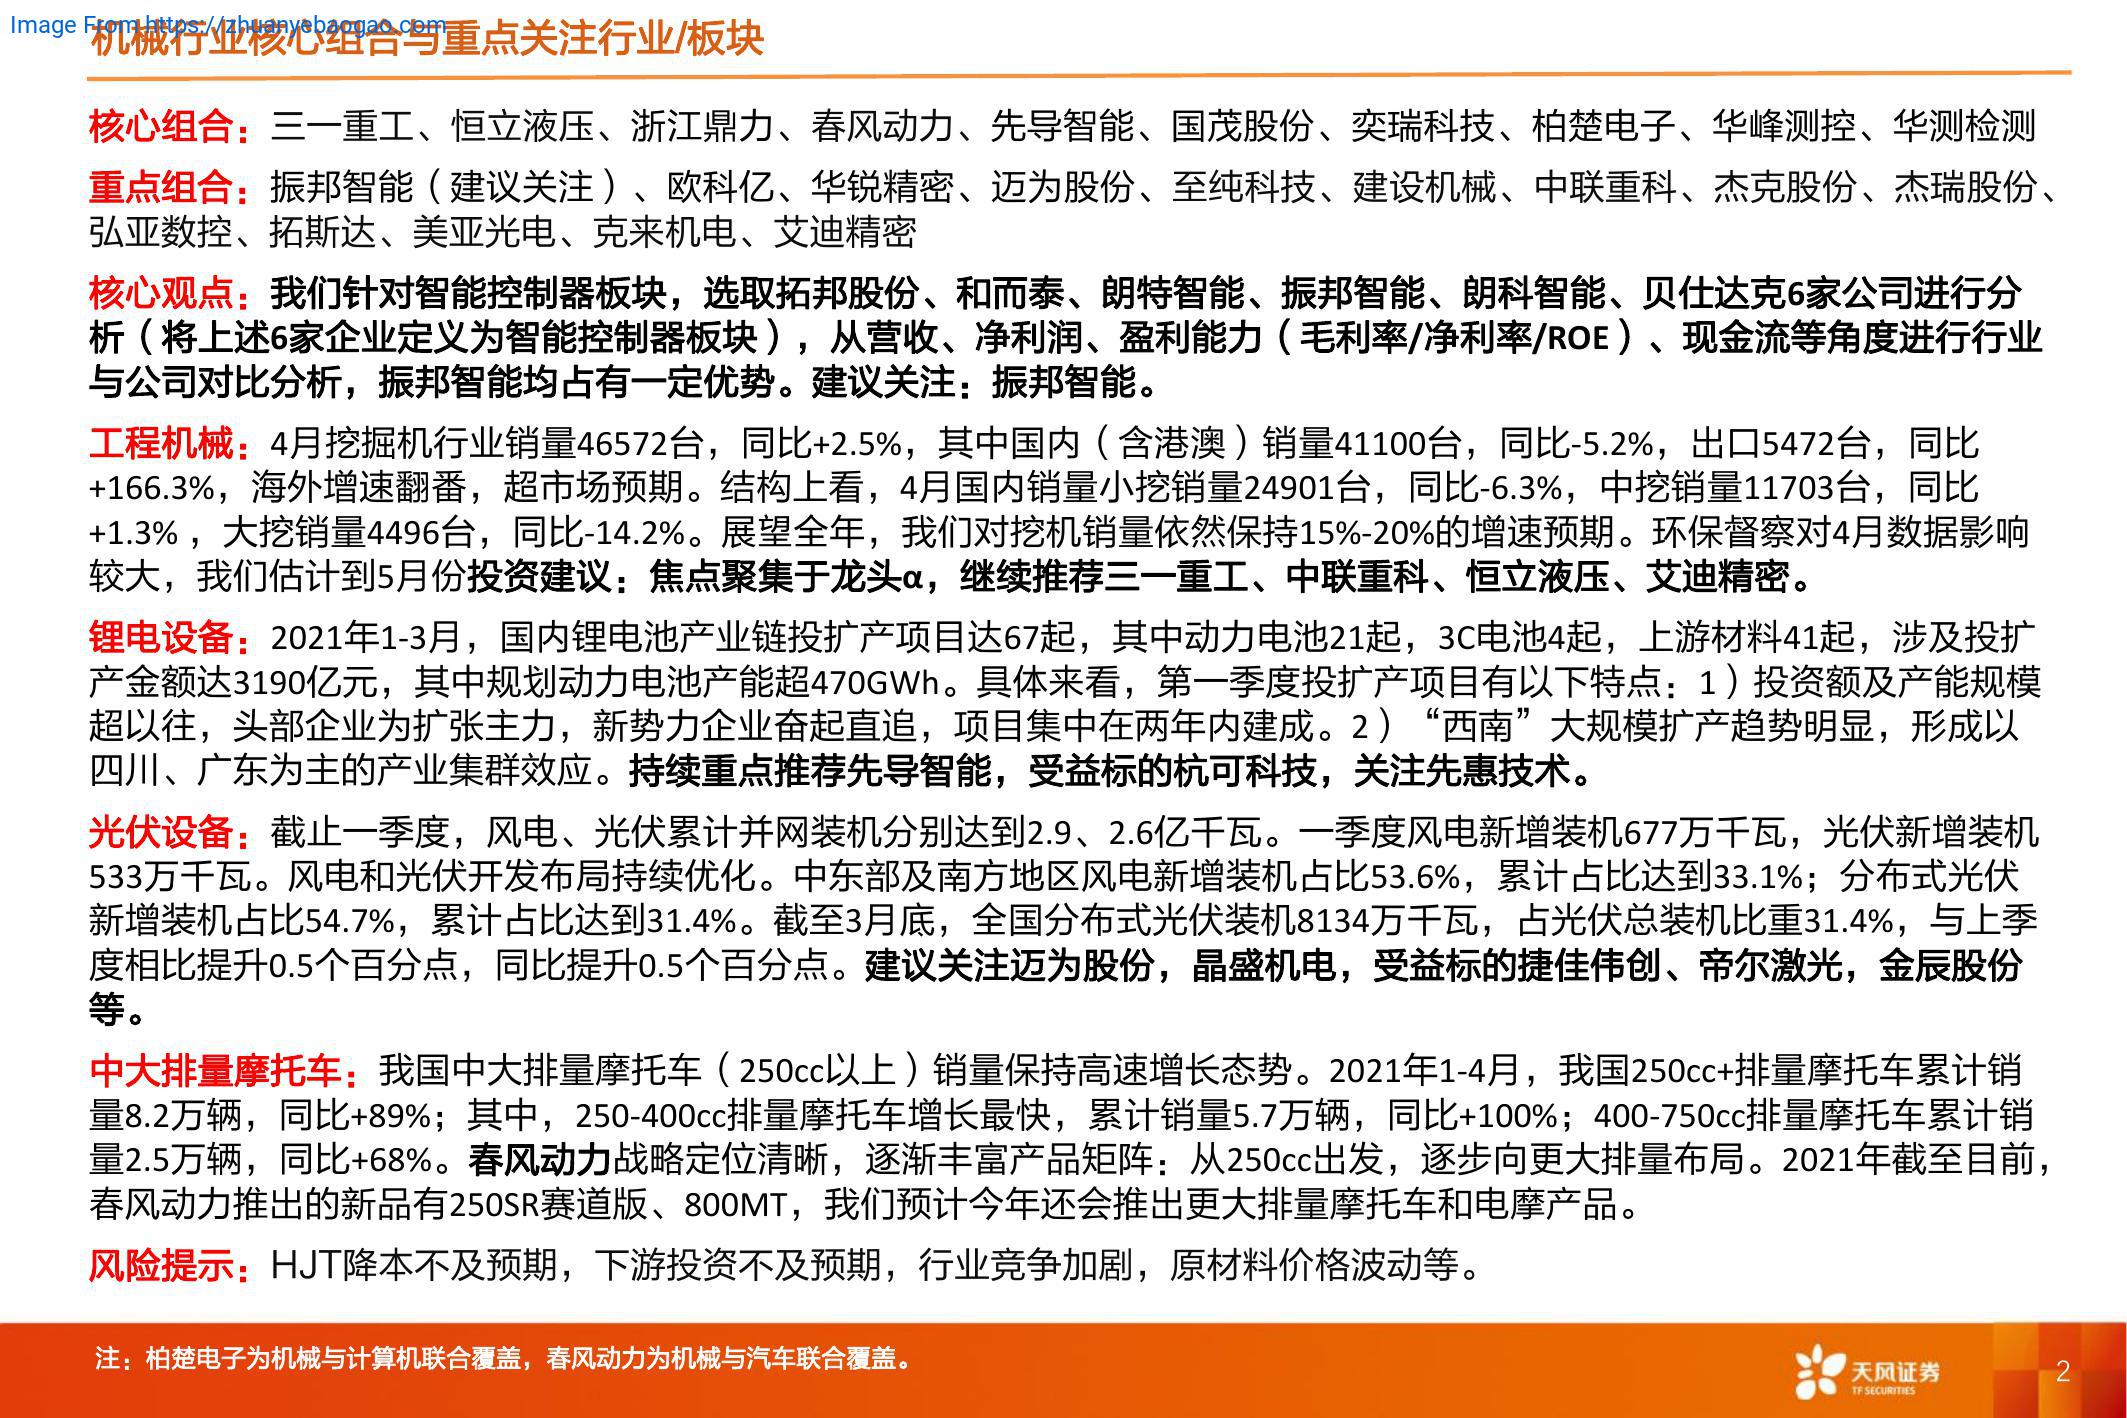 Image From https://zhuanyebaogao.com
机械行业核心组合与重点关注行业/板块
核心组合：三一重工、恒立液压、浙江鼎力、春风动力、先导智能、国茂股份、奕瑞科技、柏楚电子、华峰测控、华测检测
重点组合：振邦智能（建议关注）、欧科亿、华锐精密、迈为股份、至纯科技、建设机械、中联重科、杰克股份、杰瑞股份、
弘亚数控、拓斯达、美亚光电、克来机电、艾迪精密
核心观点：我们针对智能控制器板块，选取拓邦股份、和而泰、朗特智能、振邦智能、朗科智能、贝仕达克6家公司进行分
析（将上述6家企业定义为智能控制器板块），从营收、净利润、盈利能力（毛利率/净利率/ROE）、现金流等角度进行行业
与公司对比分析，振邦智能均占有一定优势。建议关注：振邦智能。
工程机械：4月挖掘机行业销量46572台，同比+2.5%，其中国内（含港澳）销量41100台，同比-5.2%，出口5472台，同比
+166.3%，海外增速翻番，超市场预期。结构上看，4月国内销量小挖销量24901台，同比-6.3%，中挖销量11703台，同比
+1.3% ，大挖销量4496台，同比-14.2%。展望全年，我们对挖机销量依然保持15%-20%的增速预期。环保督察对4月数据影响
较大，我们估计到5月份投资建议：焦点聚集于龙头α，继续推荐三一重工、中联重科、恒立液压、艾迪精密。
锂电设备：2021年1-3月，国内锂电池产业链投扩产项目达67起，其中动力电池21起，3C电池4起，上游材料41起，涉及投扩
产金额达3190亿元，其中规划动力电池产能超470GWh。具体来看，第一季度投扩产项目有以下特点：1）投资额及产能规模
超以往，头部企业为扩张主力，新势力企业奋起直追，项目集中在两年内建成。2）“西南”大规模扩产趋势明显，形成以
四川、广东为主的产业集群效应。持续重点推荐先导智能，受益标的杭可科技，关注先惠技术。
光伏设备：截止一季度，风电、光伏累计并网装机分别达到2.9、2.6亿千瓦。一季度风电新增装机677万千瓦，光伏新增装机
533万千瓦。风电和光伏开发布局持续优化。中东部及南方地区风电新增装机占比53.6%，累计占比达到33.1%；分布式光伏
新增装机占比54.7%，累计占比达到31.4%。截至3月底，全国分布式光伏装机8134万千瓦，占光伏总装机比重31.4%，与上季
度相比提升0.5个百分点，同比提升0.5个百分点。建议关注迈为股份，晶盛机电，受益标的捷佳伟创、帝尔激光，金辰股份
等。
中大排量摩托车：我国中大排量摩托车（250cc以上）销量保持高速增长态势。2021年1-4月，我国250cc+排量摩托车累计销
量8.2万辆，同比+89%；其中，250-400cc排量摩托车增长最快，累计销量5.7万辆，同比+100%；400-750cc排量摩托车累计销
量2.5万辆，同比+68%。春风动力战略定位清晰，逐渐丰富产品矩阵：从250cc出发，逐步向更大排量布局。2021年截至目前，
春风动力推出的新品有250SR赛道版、800MT，我们预计今年还会推出更大排量摩托车和电摩产品。
风险提示：HJT降本不及预期，下游投资不及预期，行业竞争加剧，原材料价格波动等。
注：柏楚电子为机械与计算机联合覆盖，春风动力为机械与汽车联合覆盖。
天风证券
TF SECURITIES
2